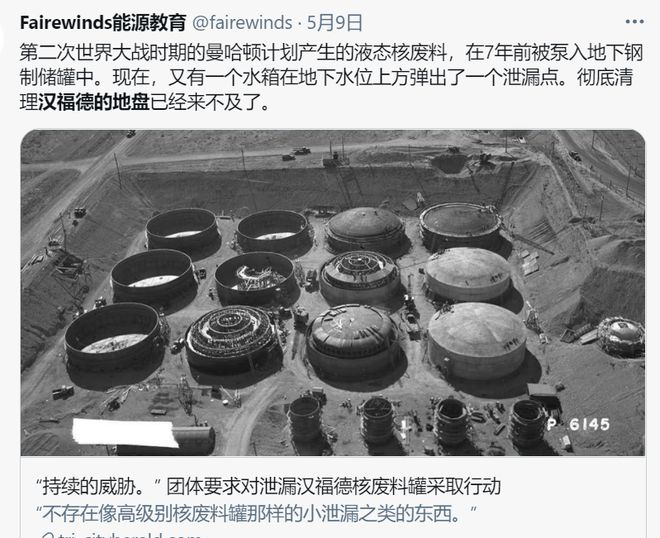 Fairewinds能源教育 @fairewinds · 5月9日
第二次世界大战时期的曼哈顿计划产生的液态核废料，在7年前被泵入地下钢
制储罐中。现在，又有一个水箱在地下水位上方弹出了一个泄漏点。彻底清
理汉福德的地盘已经来不及了。
P 6145
“持续的威胁。” 团体要求对泄漏汉福德核废料罐采取行动
“不存在像高级别核废料罐那样的小泄漏之类的东西。”